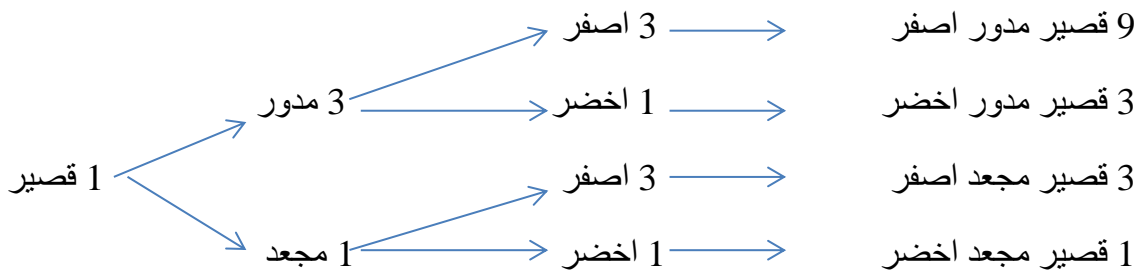 3 اصفر
9 قصير مدور اصفر
3 مدور
1 اخضر
3 قصير مدور اخضر
1 قصير
3 اصفر
3 قصير مجعد اصفر
1 مجعد
1 اخضر
1 قصير مجعد اخضر